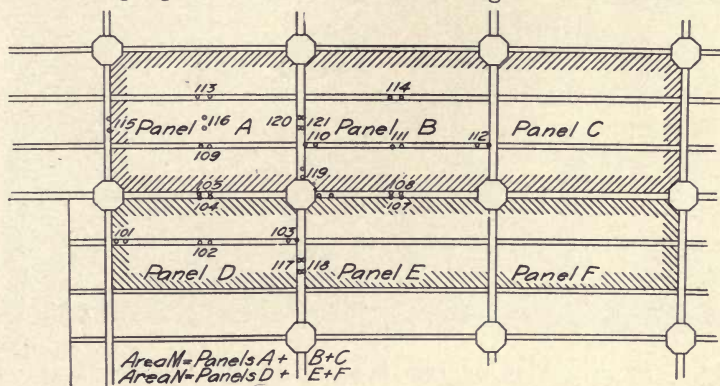 113 114
115 Panel 116 A 120 121 Panel B Panel C
109 110 111 112
119
105 108
104 107
101 103
102
Panel D 117 118 Panel E Panel F
Area M=Panels A+ B+C
Area N=Panels D+ E+F